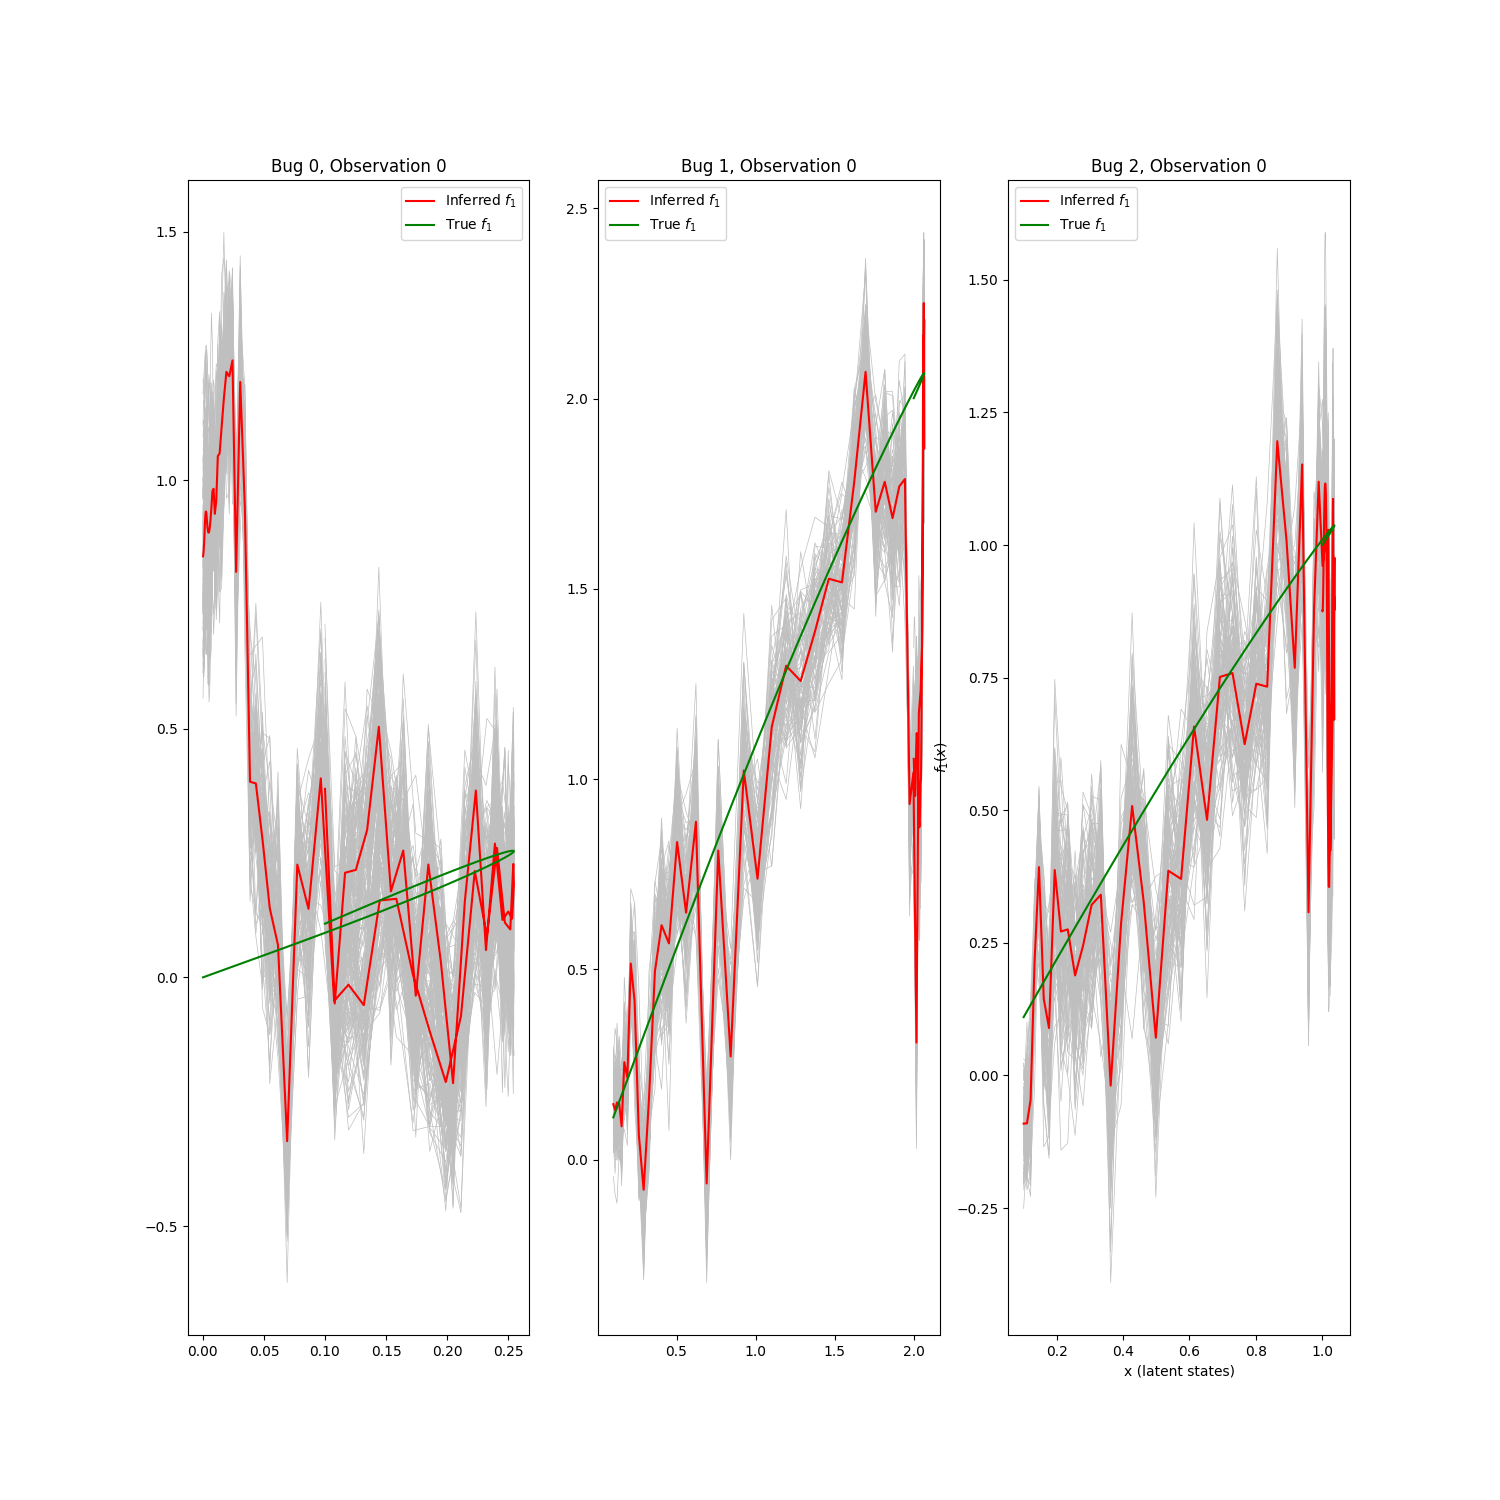 Bug 0, Observation 0
Inferred f₁
True f₁
1.5
1.0
0.5
0.0
−0.5
0.00 0.05 0.10 0.15 0.20 0.25
Bug 1, Observation 0
Inferred f₁
True f₁
2.5
2.0
1.5
1.0
0.5
0.0
0.5 1.0 1.5 2.0
Bug 2, Observation 0
Inferred f₁
True f₁
f₁(x)
1.50
1.25
1.00
0.75
0.50
0.25
0.00
−0.25
0.2 0.4 0.6 0.8 1.0
x (latent states)